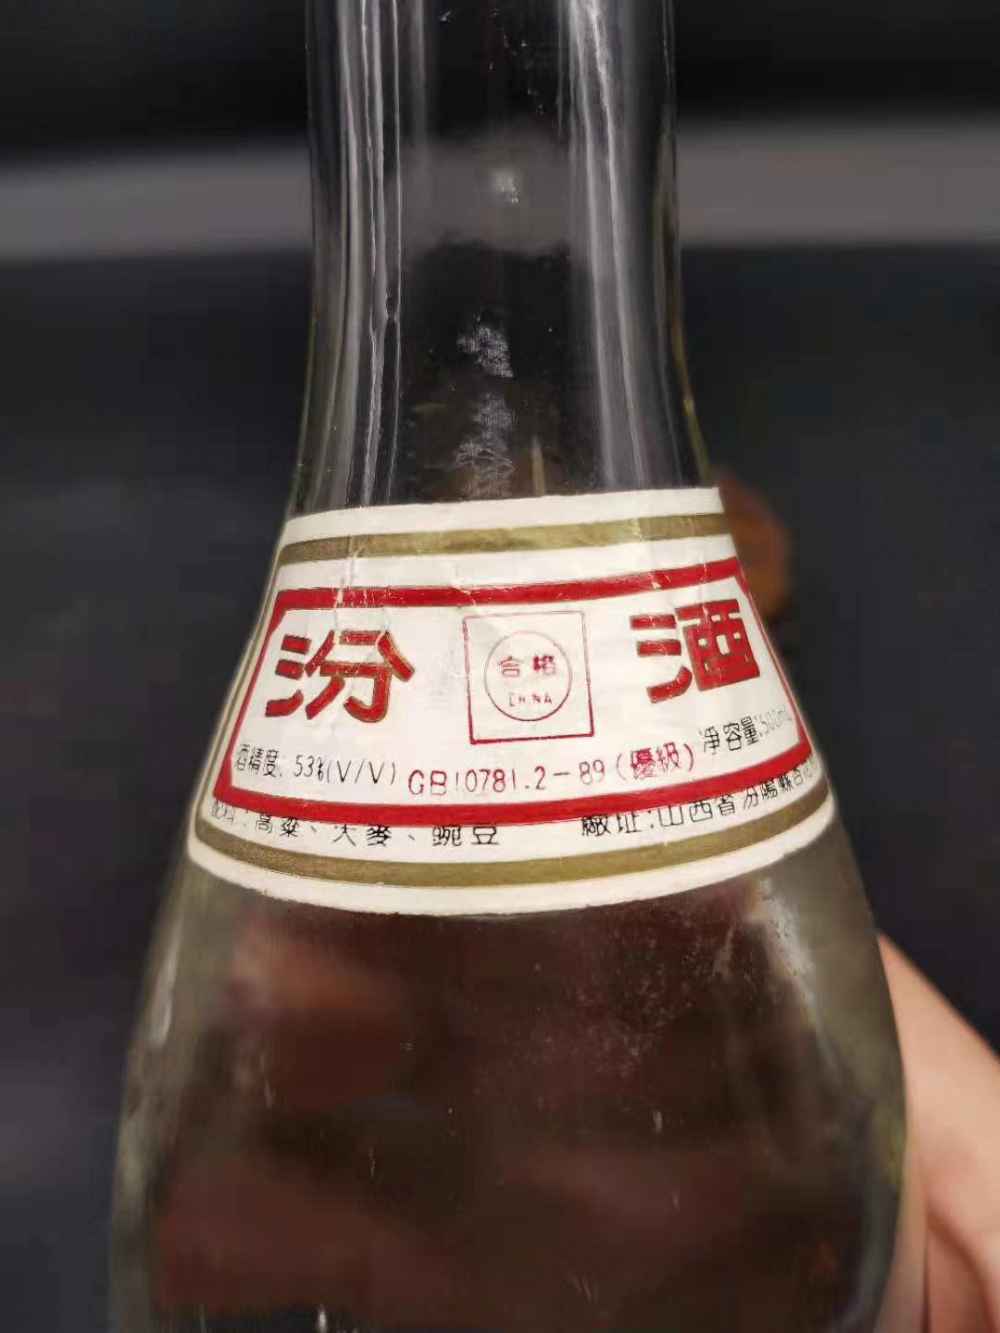 汾 酒
合格
CHINA
酒精度: 53%(V/V) GB10781.2-89(優級) 净容量:500ml
配料:高粱、大麥、豌豆 廠址:山西省汾陽縣